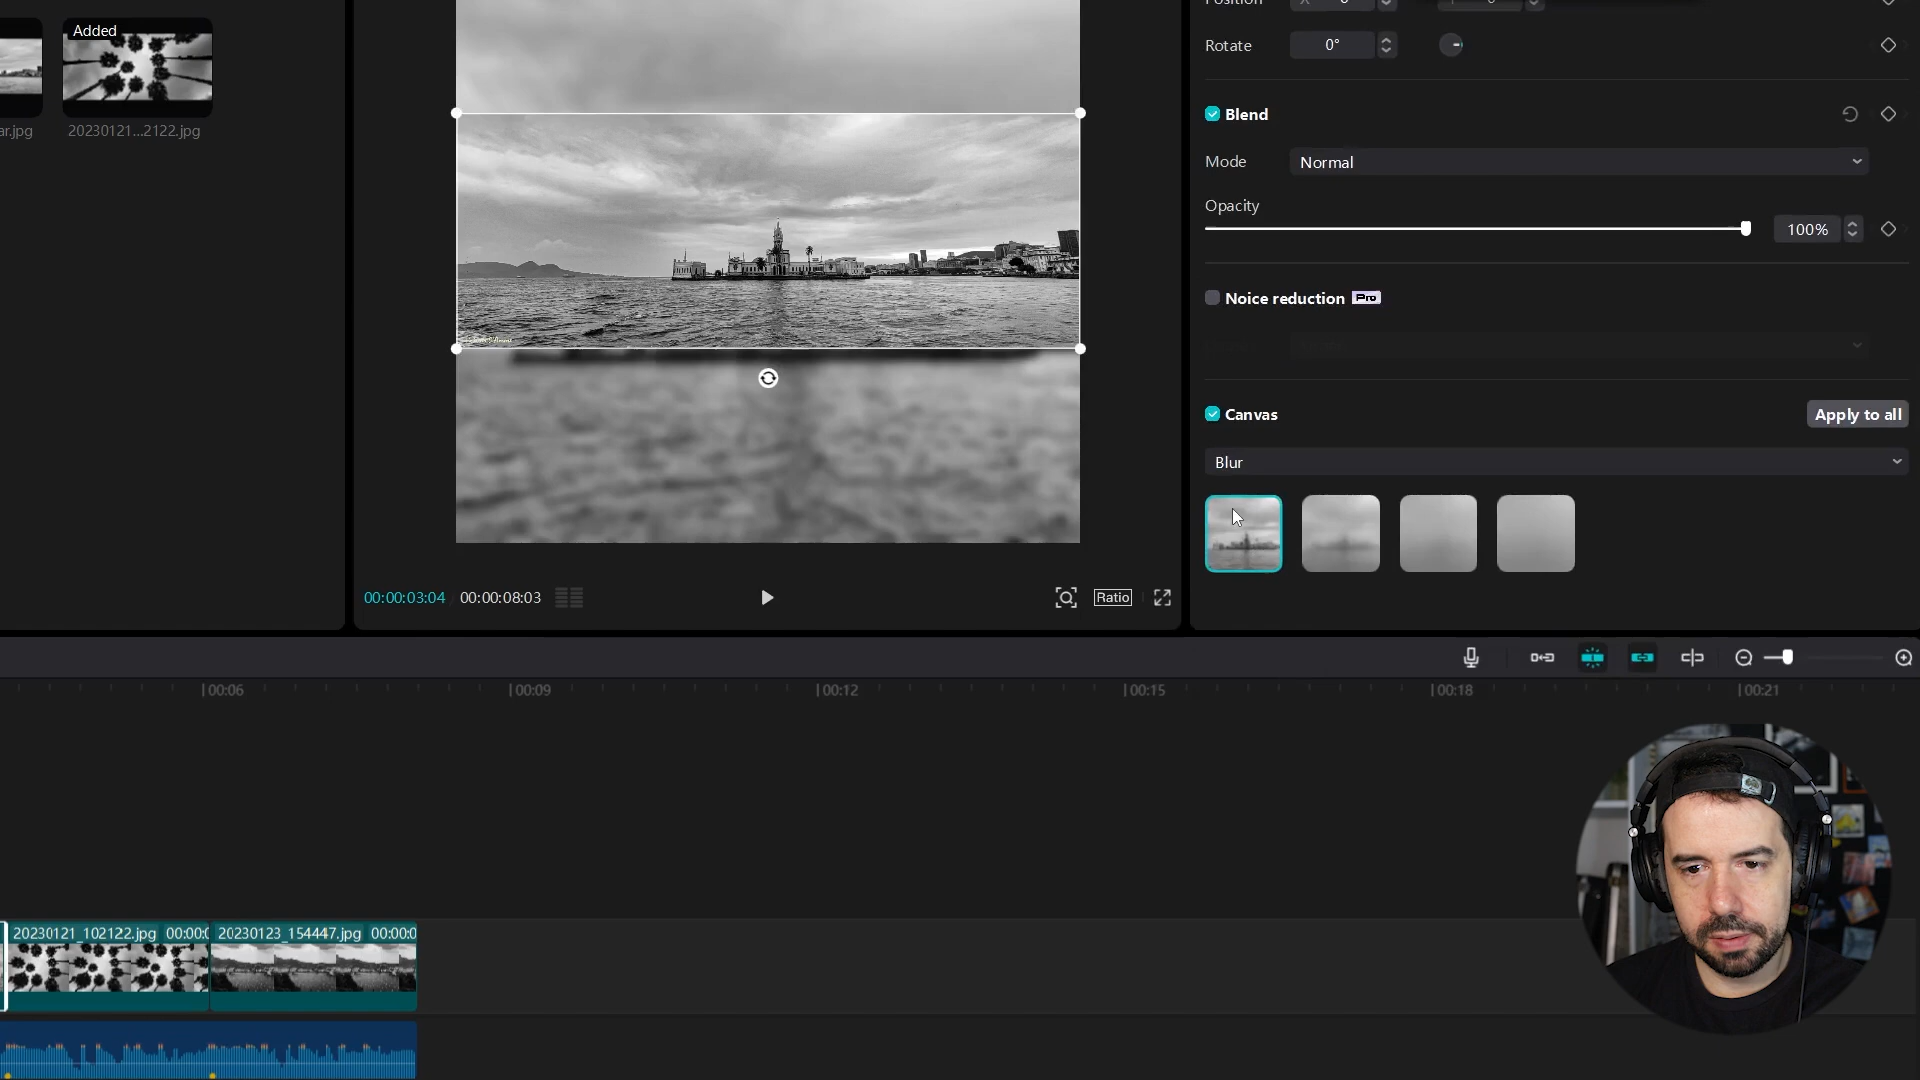 Added
ar.jpg
20230121...2122.jpg
Position
Rotate
0°
Blend
Mode
Normal
Opacity
100%
Noice reduction
Pro
Canvas
Apply to all
Blur
00:00:03:04
00:00:08:03
Ratio
00:06
00:09
00:12
00:15
00:18
00:21
20230121_102122.jpg
00:00:0
20230123_154447.jpg
00:00:0